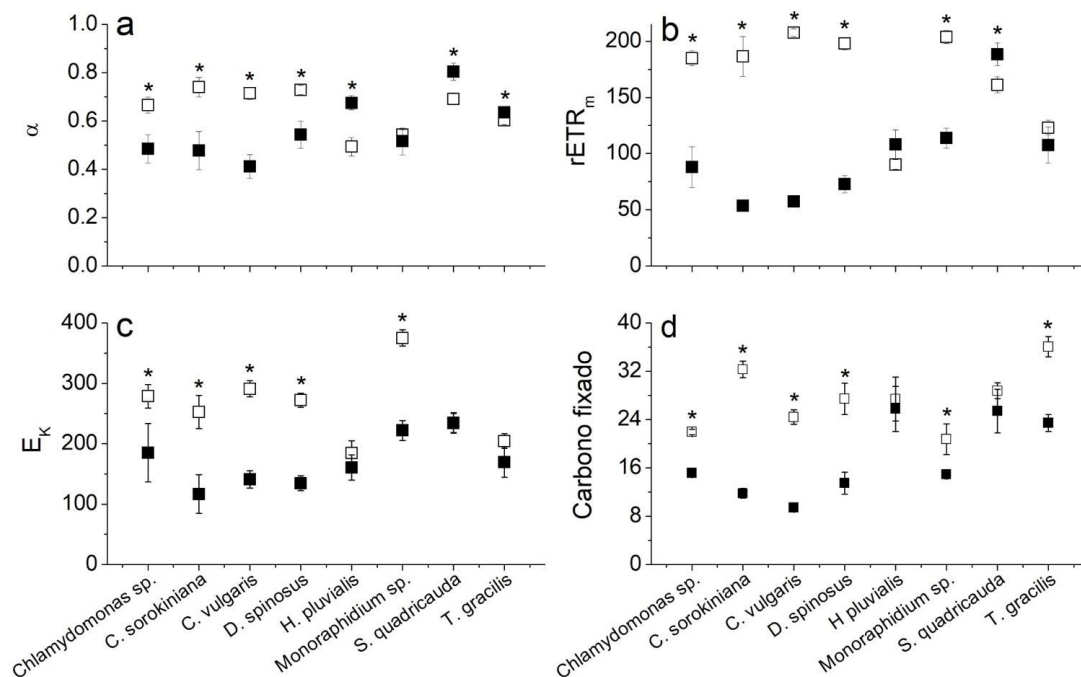 a
1.0
0.8
0.6
0.4
0.2
0.0
α
* * * * * * *
b
200
150
100
50
0
rETRm
* * * * * *
c
400
300
200
100
0
EK
* * * * *
Chlamydomonas sp.
C. sorokiniana
C. vulgaris
D. spinosus
H. pluvialis
Monoraphidium sp.
S. quadricauda
T. gracilis
d
40
32
24
16
8
0
Carbono fixado
* * * * * *
Chlamydomonas sp.
C. sorokiniana
C. vulgaris
D. spinosus
H pluvialis
Monoraphidium sp.
S. quadricauda
T. gracilis